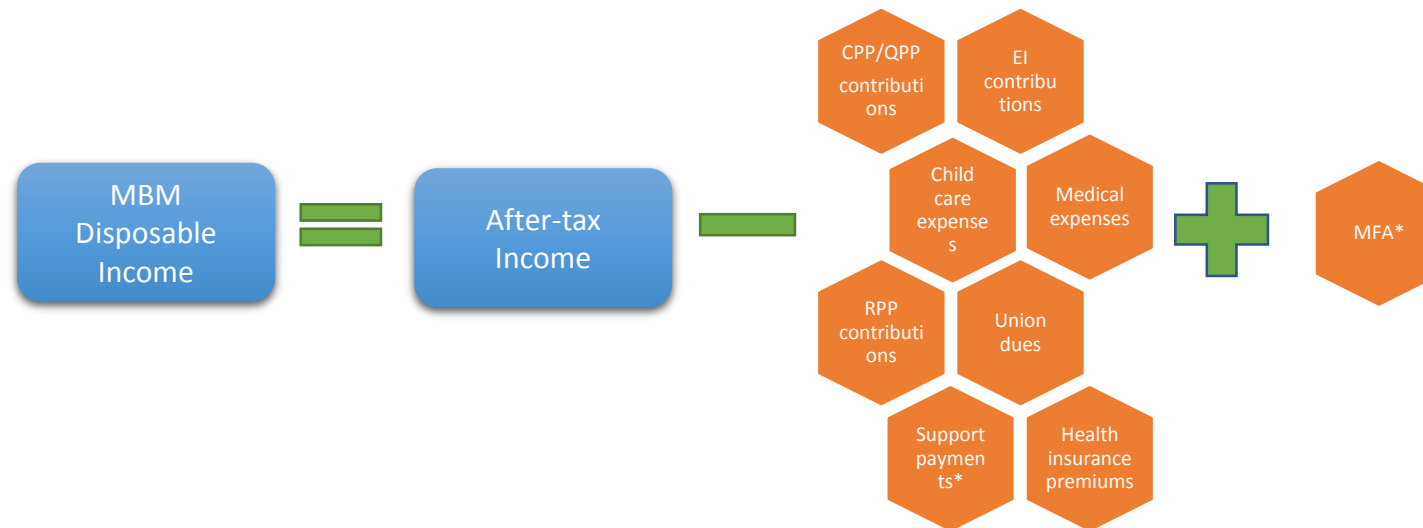 MBM
Disposable
Income
After-tax
Income
CPP/QPP
contributi
ons
EI
contribu
tions
Child
care
expense
s
Medical
expenses
RPP
contributi
ons
Union
dues
Support
paymen
ts*
Health
insurance
premiums
MFA*